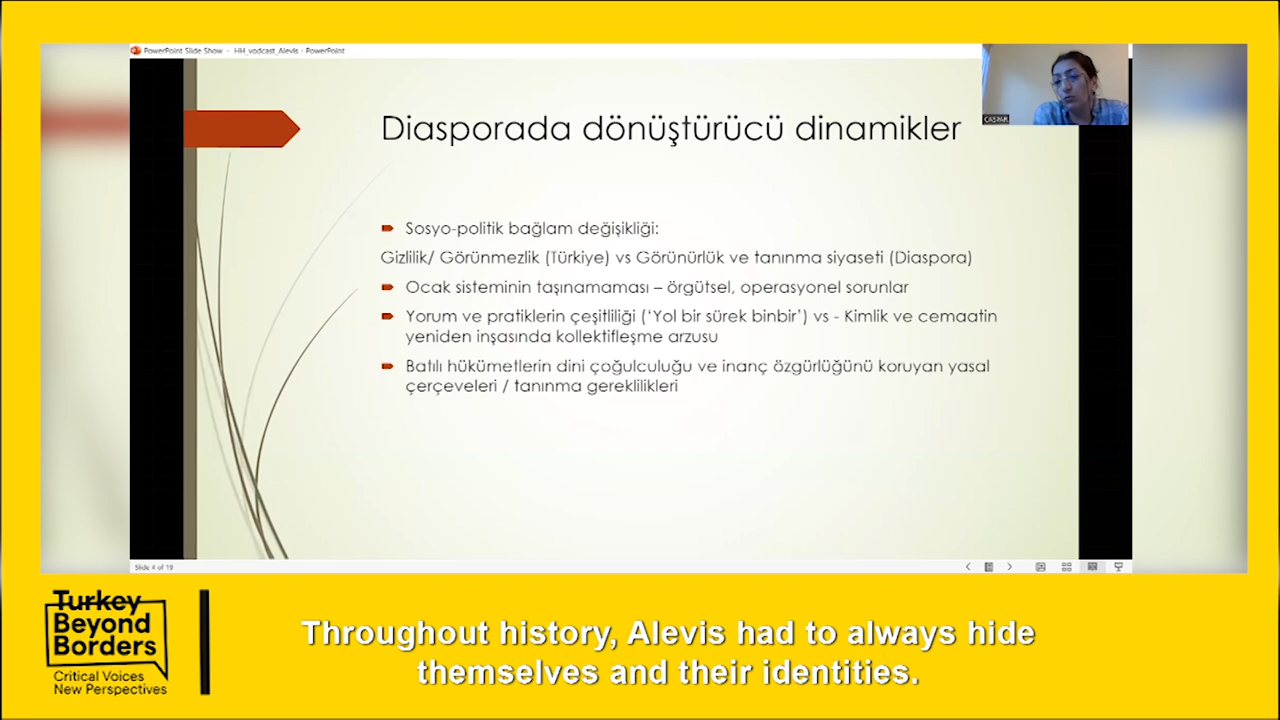 PowerPoint Slide Show - HH_vodcast_Alevis - PowerPoint
CASPAR
Diasporada dönüştürücü dinamikler
Sosyo-politik bağlam değişikliği:
Gizlilik/ Görünmezlik (Türkiye) vs Görünürlük ve tanınma siyaseti (Diaspora)
Ocak sisteminin taşınamaması – örgütsel, operasyonel sorunlar
Yorum ve pratiklerin çeşitliliği (‘Yol bir sürek binbir’) vs - Kimlik ve cemaatin
yeniden inşasında kollektifleşme arzusu
Batılı hükümetlerin dini çoğulculuğu ve inanç özgürlüğünü koruyan yasal
çerçeveleri / tanınma gereklilikleri
Slide 4 of 19
Turkey
Beyond
Borders
Critical Voices
New Perspectives
Throughout history, Alevis had to always hide
themselves and their identities.